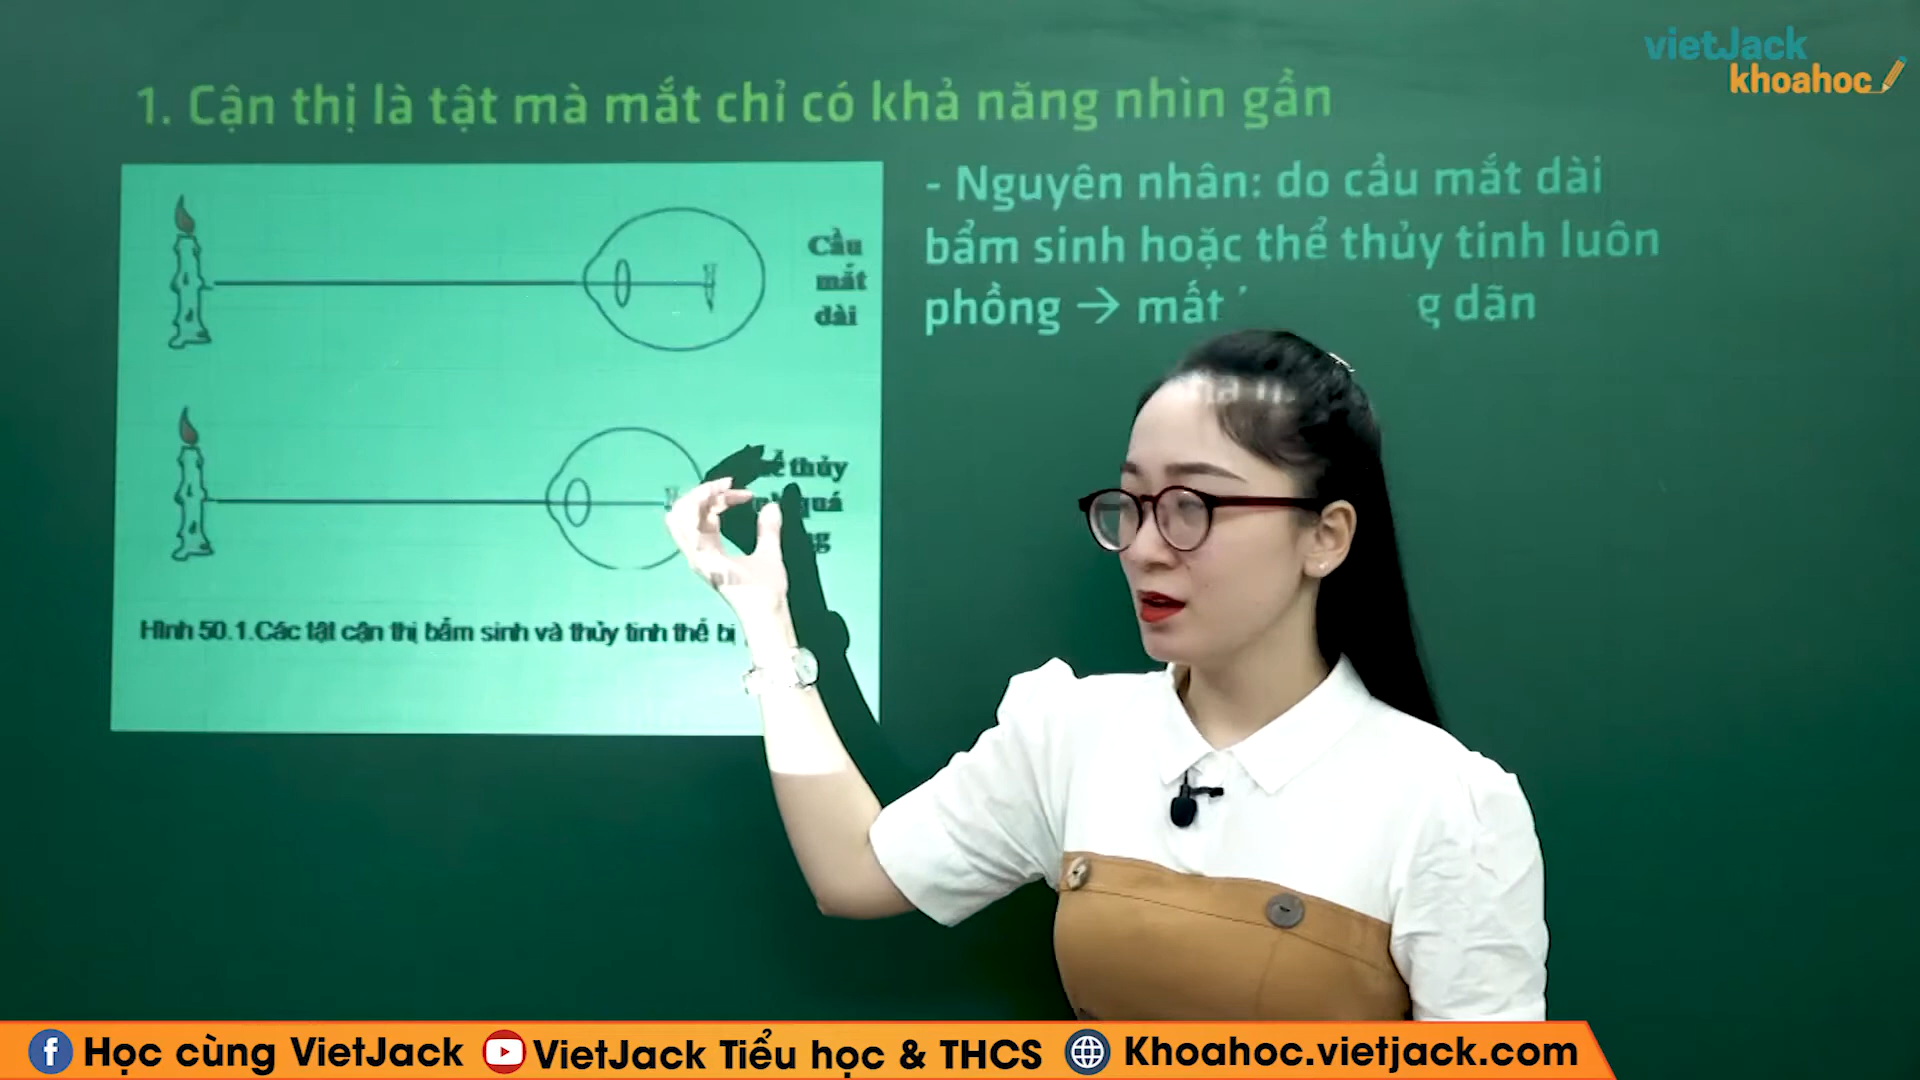 vietJack
khoahoc
1. Cận thị là tật mà mắt chỉ có khả năng nhìn gần
- Nguyên nhân: do cầu mắt dài
bẩm sinh hoặc thể thủy tinh luôn
phồng → mất dãn
Cầu
mắt
dài
thủy
quá
Hình 50.1.Các tật cận thị bẩm sinh và thủy tinh thể bị
Học cùng VietJack
VietJack Tiểu học & THCS
Khoahoc.vietjack.com